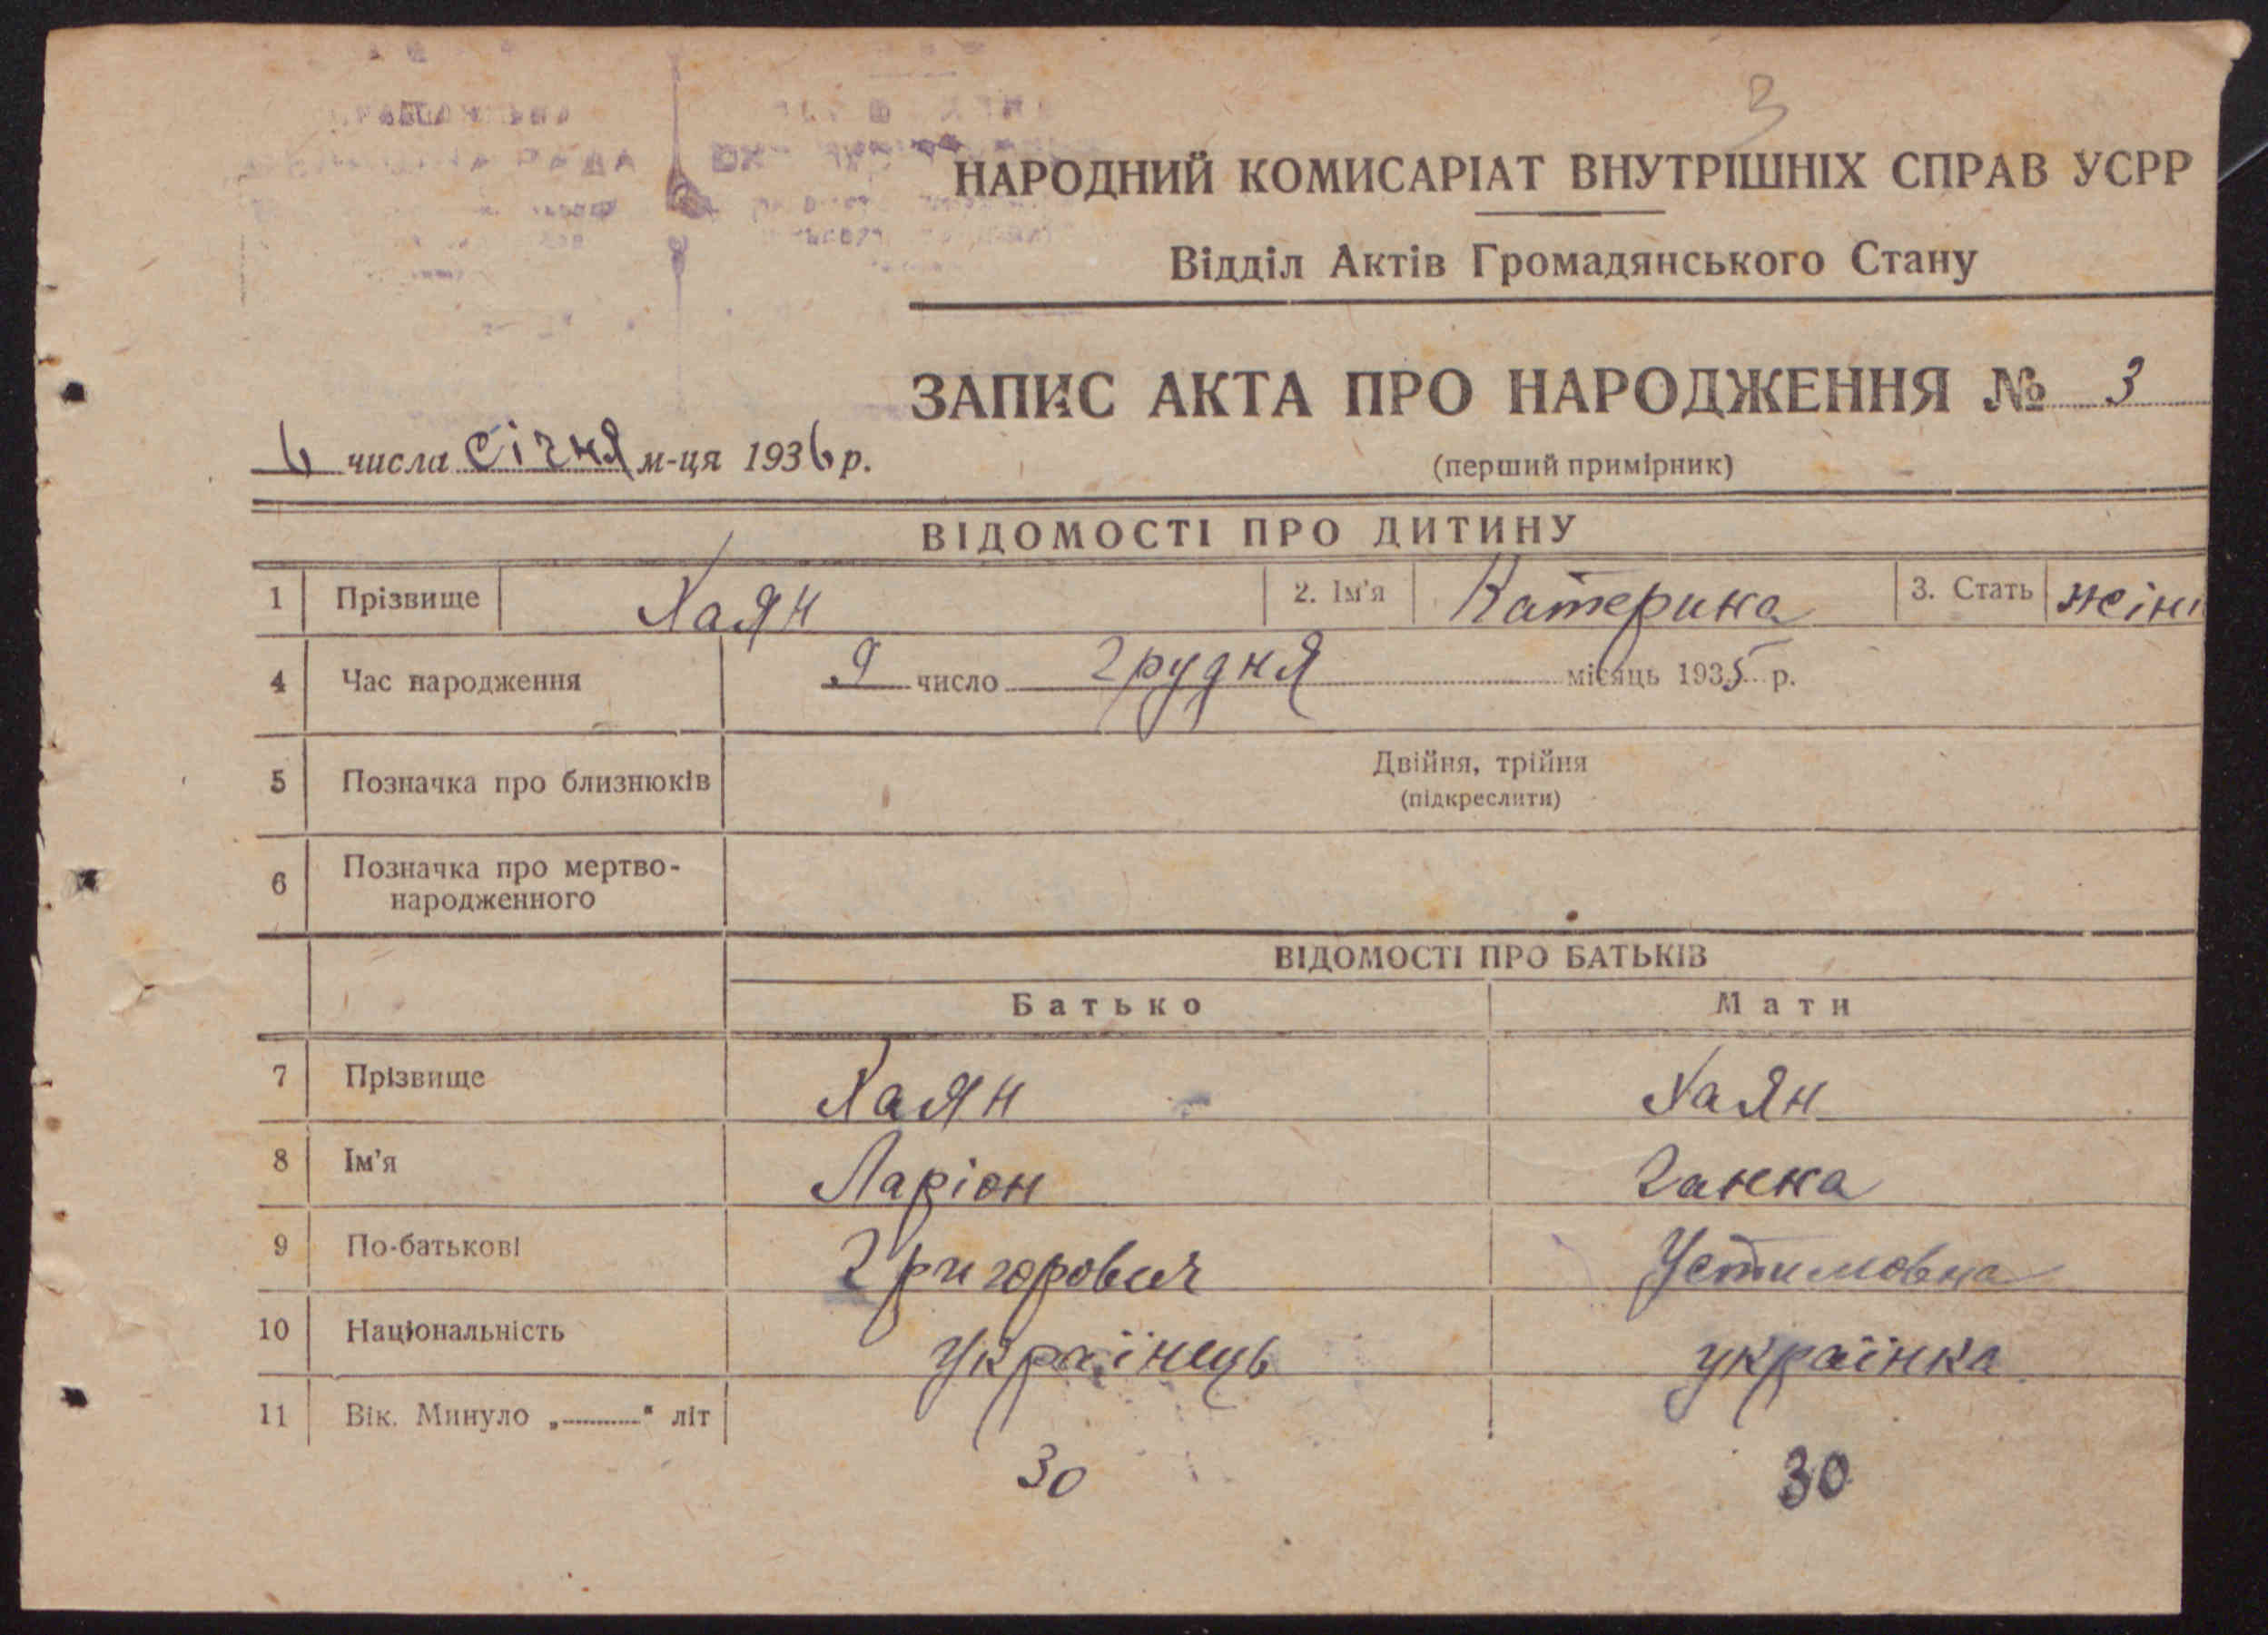 3
НАРОДНИЙ КОМИСАРІАТ ВНУТРІШНІХ СПРАВ УСРР
Відділ Актів Громадянського Стану
ЗАПИС АКТА ПРО НАРОДЖЕННЯ № 3
6 числа січня м-ця 1936 р.
(перший примірник)
ВІДОМОСТІ ПРО ДИТИНУ
1 Прізвище Хаян 2. Ім'я Катерина 3. Стать жін
4 Час народження 9 число грудня місяць 1935 р.
5 Позначка про близнюків Двійня, трійня
(підкреслити)
6 Позначка про мертво-
народженного
ВІДОМОСТІ ПРО БАТЬКІВ
Батько Мати
7 Прізвище Хаян Хаян
8 Ім'я Ларіон Ганна
9 По-батькові Григорович Устимовна
10 Національність українець українка
11 Вік. Минуло „ “ літ
30 30